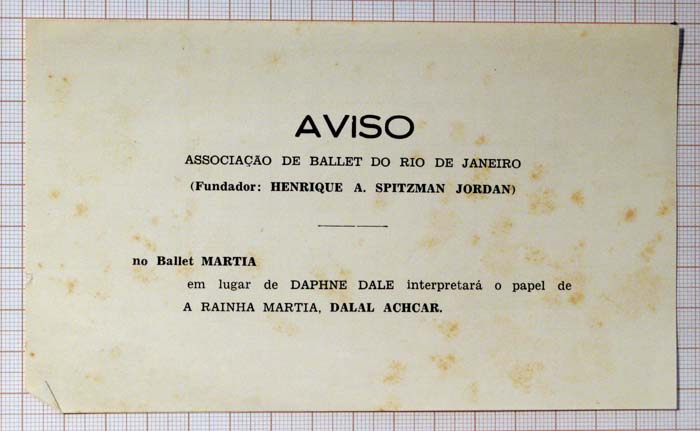 AVISO
ASSOCIAÇÃO DE BALLET DO RIO DE JANEIRO
(Fundador: HENRIQUE A. SPITZMAN JORDAN)
no Ballet MARTIA
em lugar de DAPHNE DALE interpretará o papel de
A RAINHA MARTIA, DALAL ACHCAR.